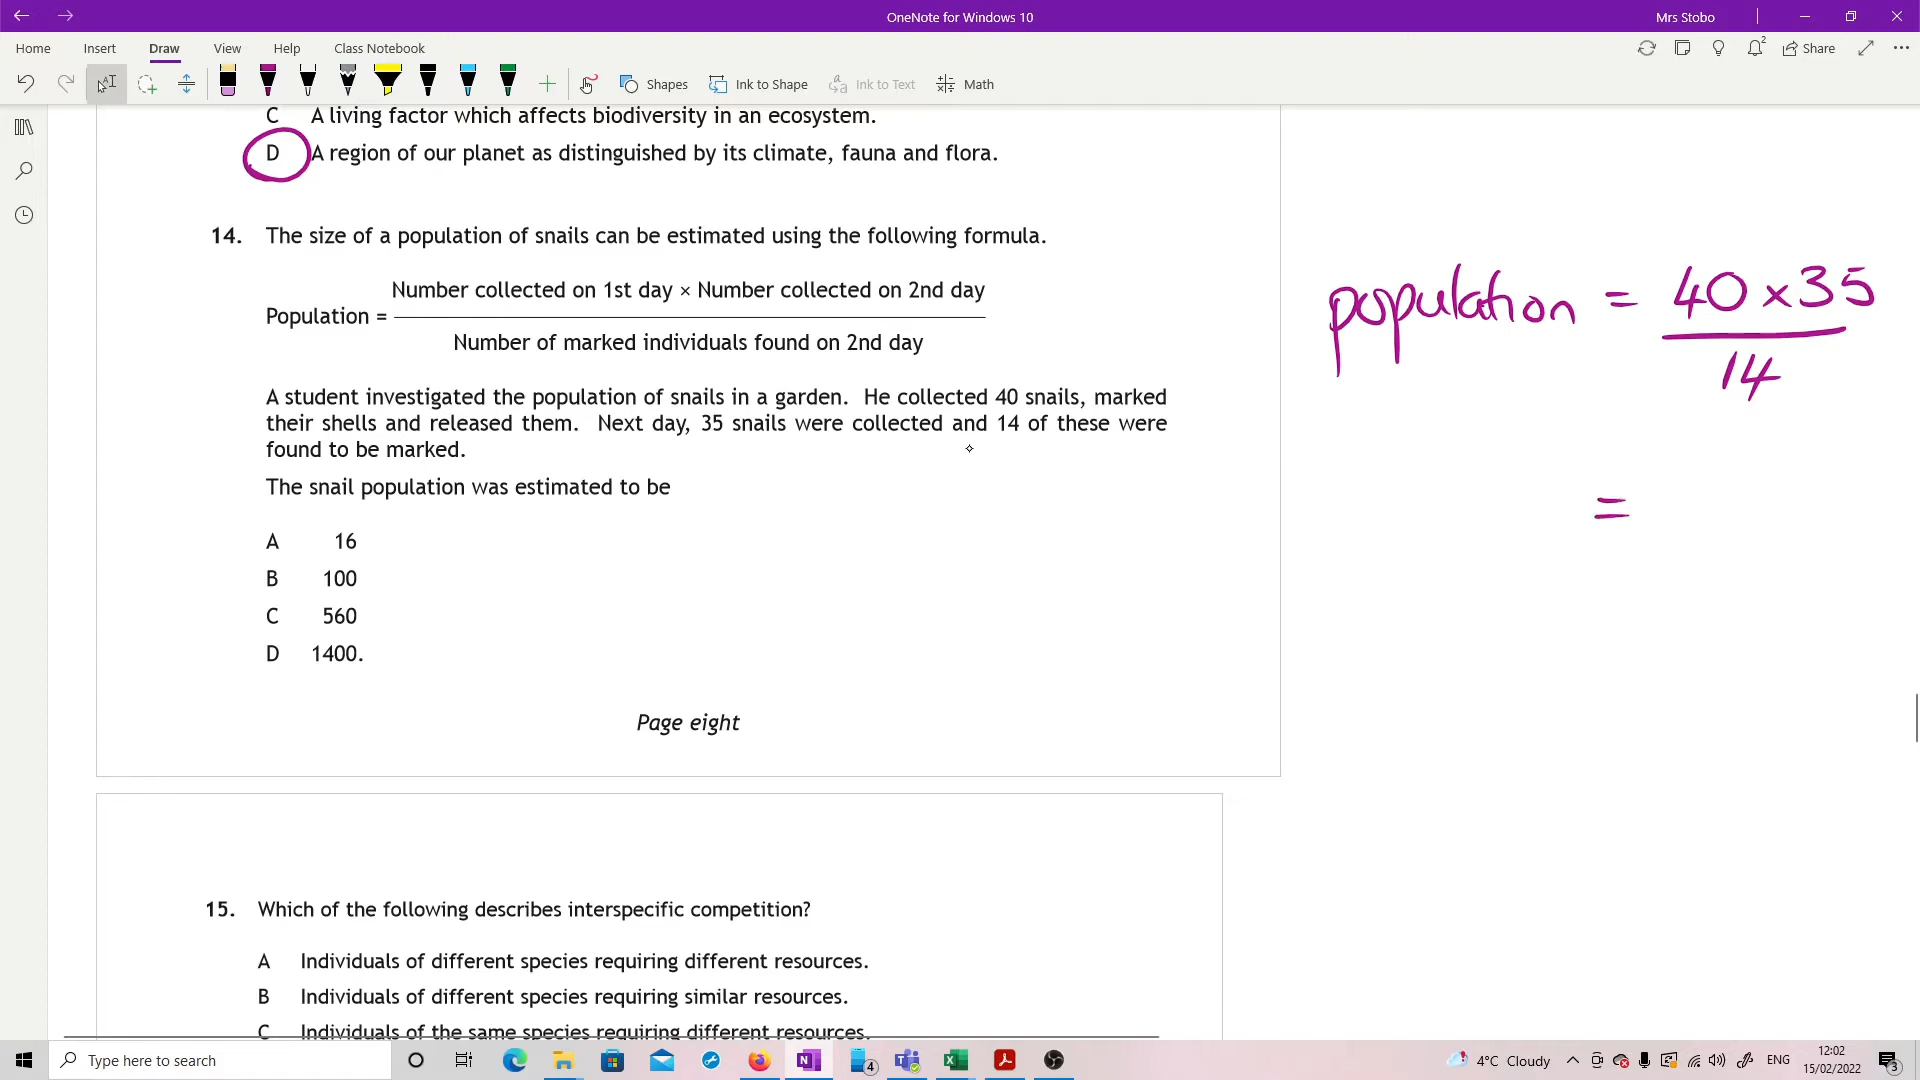 OneNote for Windows 10
Mrs Stobo
Home Insert Draw View Help Class Notebook
2
Share
Shapes Ink to Shape Ink to Text Math
C A living factor which affects biodiversity in an ecosystem.
D A region of our planet as distinguished by its climate, fauna and flora.
14. The size of a population of snails can be estimated using the following formula.
Number collected on 1st day × Number collected on 2nd day
Population =
Number of marked individuals found on 2nd day
A student investigated the population of snails in a garden. He collected 40 snails, marked
their shells and released them. Next day, 35 snails were collected and 14 of these were
found to be marked.
The snail population was estimated to be
A 16
B 100
C 560
D 1400.
Page eight
population = 40 x 35
14
=
15. Which of the following describes interspecific competition?
A Individuals of different species requiring different resources.
B Individuals of different species requiring similar resources.
C Individuals of the same species requiring different resources.
Type here to search
4
4°C Cloudy
ENG
12:02
15/02/2022
3